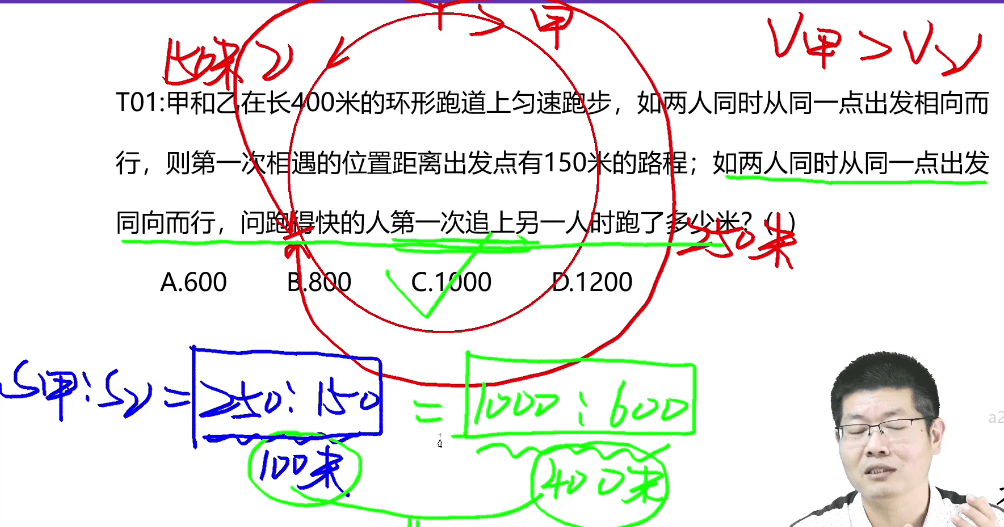 V甲>V乙
甲
150米 乙
T01:甲和乙在长400米的环形跑道上匀速跑步，如两人同时从同一点出发相向而
行，则第一次相遇的位置距离出发点有150米的路程；如两人同时从同一点出发
同向而行，问跑得快的人第一次追上另一人时跑了多少米？( )
250米
A.600 B.800 C.1000 D.1200
S甲:S乙=250:150=1000:600
100米 400米
a2